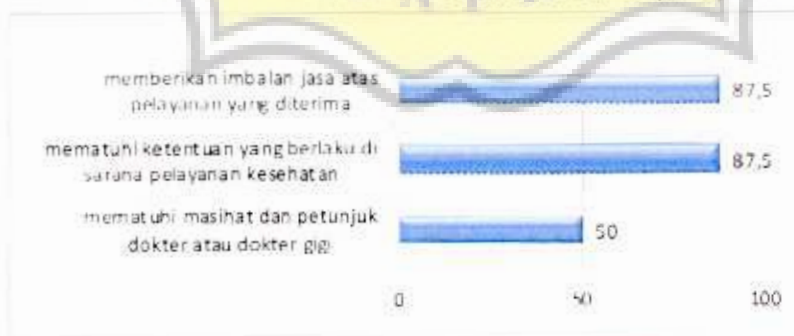 memberikan imbalan jasa atas
pelayanan yang diterima
87,5
mematuhi ketentuan yang berlaku di
sarana pelayanan kesehatan
87,5
mematuhi masihat dan petunjuk
dokter atau dokter gigi
50
0
50
100